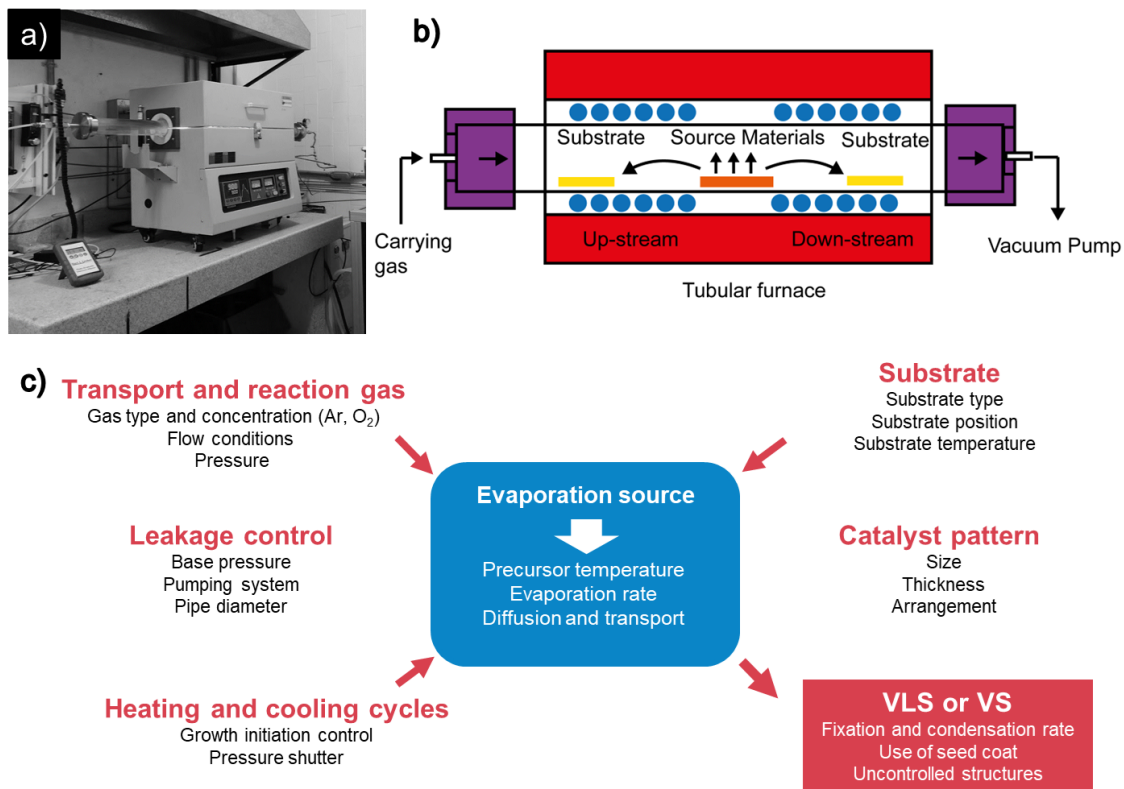 a)
b)
Substrate
Source Materials
Substrate
Carrying
gas
Up-stream
Down-stream
Vacuum Pump
Tubular furnace
c)
Transport and reaction gas
Gas type and concentration (Ar, O₂)
Flow conditions
Pressure
Substrate
Substrate type
Substrate position
Substrate temperature
Evaporation source
Precursor temperature
Evaporation rate
Diffusion and transport
Leakage control
Base pressure
Pumping system
Pipe diameter
Catalyst pattern
Size
Thickness
Arrangement
Heating and cooling cycles
Growth initiation control
Pressure shutter
VLS or VS
Fixation and condensation rate
Use of seed coat
Uncontrolled structures